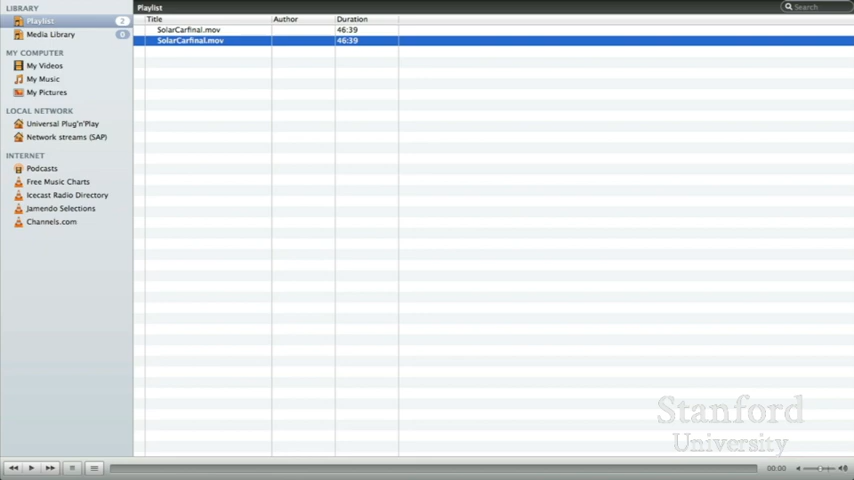 LIBRARY
Playlist 2
Media Library 0
MY COMPUTER
My Videos
My Music
My Pictures
LOCAL NETWORK
Universal Plug'n'Play
Network streams (SAP)
INTERNET
Podcasts
Free Music Charts
Icecast Radio Directory
Jamendo Selections
Channels.com
Playlist
Search
Title Author Duration
SolarCarfinal.mov 46:39
SolarCarfinal.mov 46:39
Stanford
University
00:00